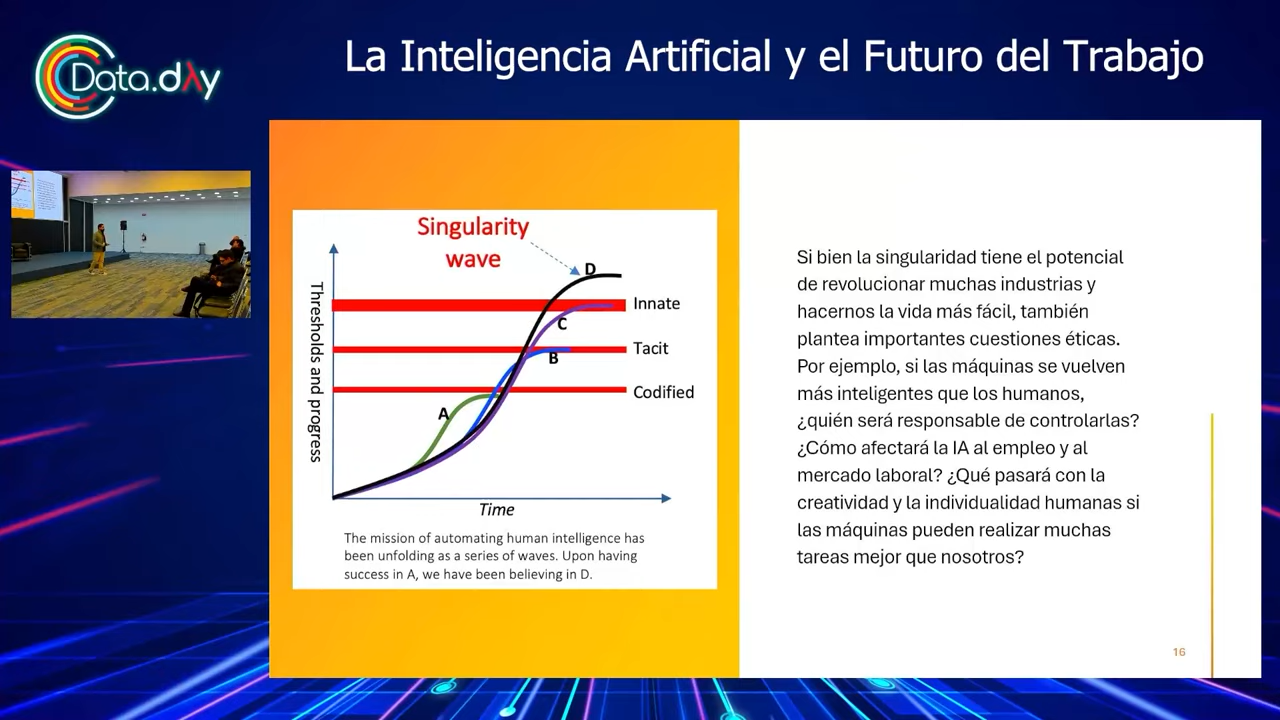 La Inteligencia Artificial y el Futuro del Trabajo
Data.dλy
Singularity
wave
D
Innate
C
Tacit
B
Codified
A
Thresholds and
progress
Time
The mission of automating human intelligence has
been unfolding as a series of waves. Upon having
success in A, we have been believing in D.
Si bien la singularidad tiene el potencial
de revolucionar muchas industrias y
hacernos la vida más fácil, también
plantea importantes cuestiones éticas.
Por ejemplo, si las máquinas se vuelven
más inteligentes que los humanos,
¿quién será responsable de controlarlas?
¿Cómo afectará la IA al empleo y al
mercado laboral? ¿Qué pasará con la
creatividad y la individualidad humanas si
las máquinas pueden realizar muchas
tareas mejor que nosotros?
16